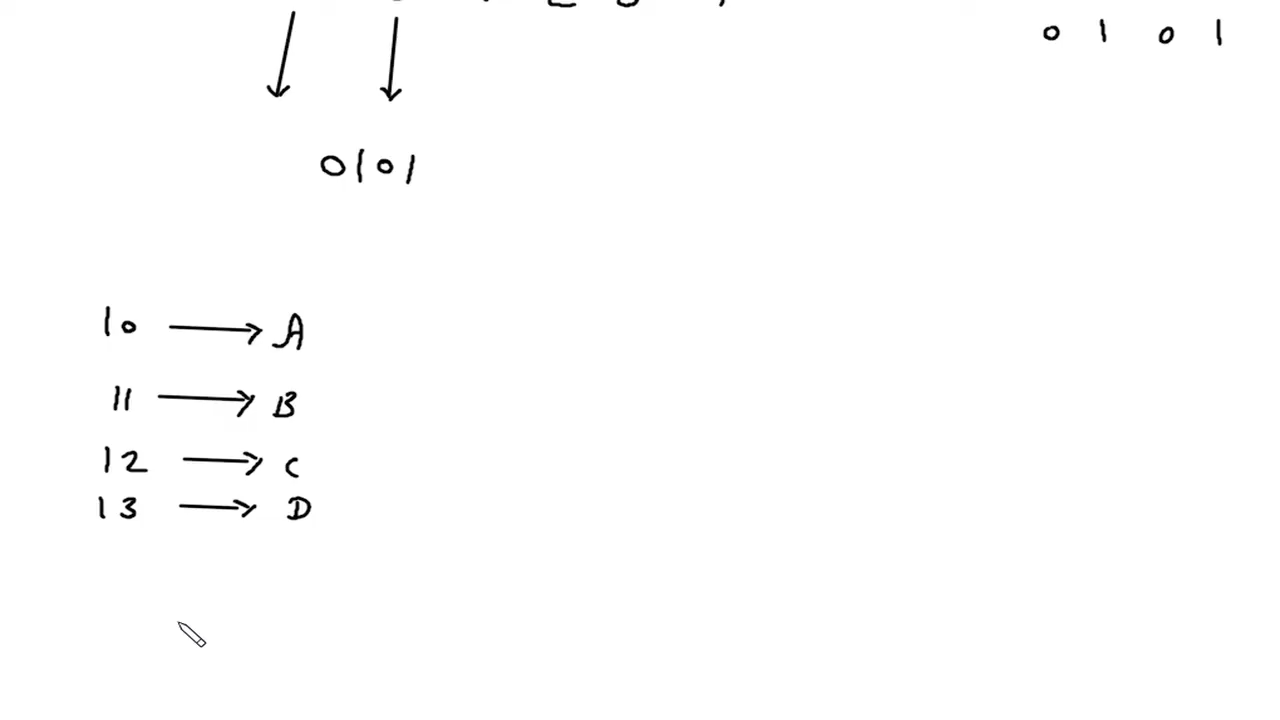 0 1 0 1
0101
10 → A
11 → B
12 → C
13 → D